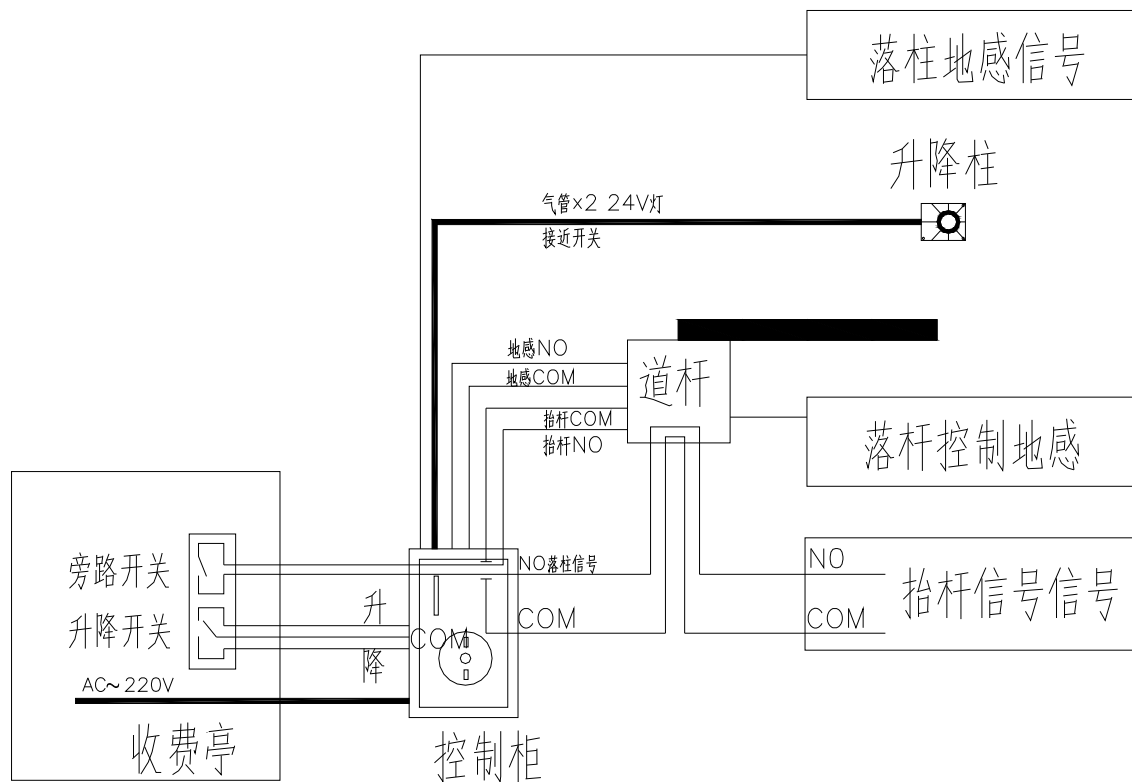 落柱地感信号
升降柱
气管×2 24V灯
接近开关
地感NO
地感COM
抬杆COM
抬杆NO
道杆
落杆控制地感
旁路开关
升降开关
升
COM
降
NO落柱信号
COM
NO
抬杆信号信号
COM
AC~220V
收费亭
控制柜